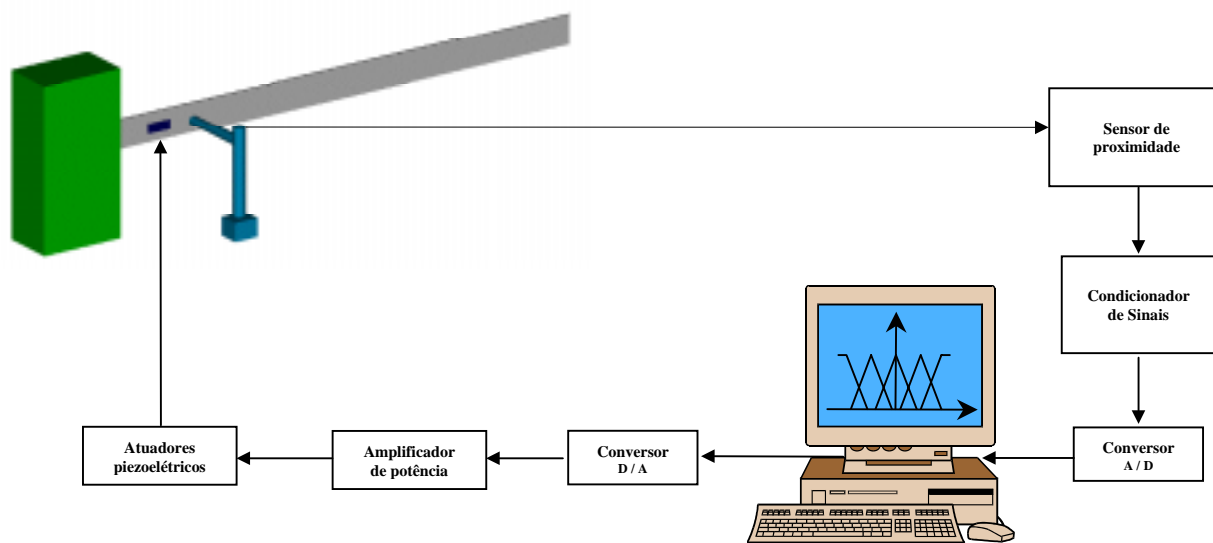 Sensor de
proximidade
Condicionador
de Sinais
Atuadores
piezoelétricos
Amplificador
de potência
Conversor
D / A
Conversor
A / D